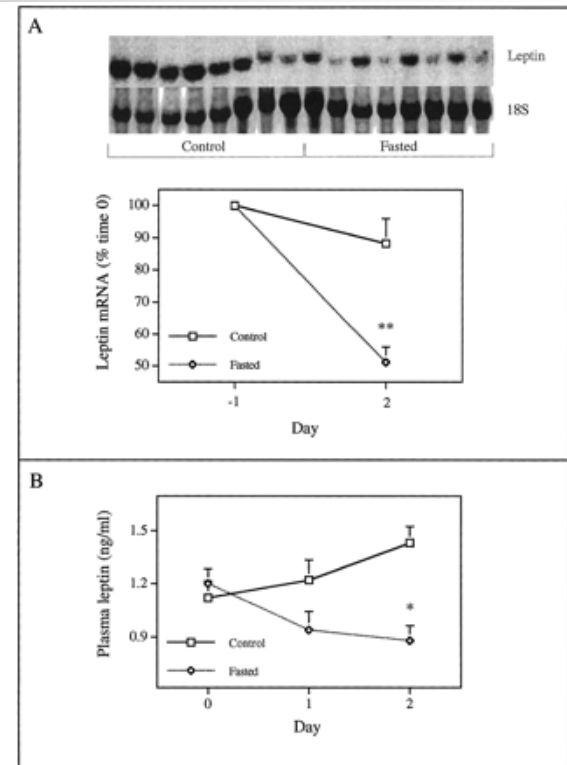 A
Leptin
18S
Control Fasted
Leptin mRNA (% time 0)
100
90
80
70
60
50
**
Control
Fasted
-1 2
Day
B
Plasma leptin (ng/ml)
1.5
1.2
0.9
*
Control
Fasted
0 1 2
Day